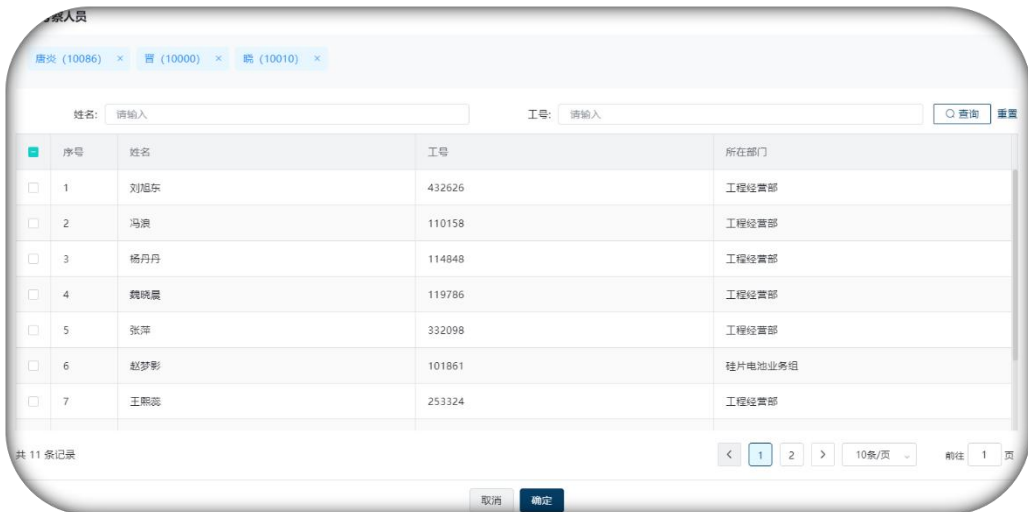 察人员
唐炎 (10086) × 晋 (10000) × 晓 (10010) ×
姓名: 请输入 工号: 请输入 查询 重置
序号 姓名 工号 所在部门
1 刘旭东 432626 工程经营部
2 冯浪 110158 工程经营部
3 杨丹丹 114848 工程经营部
4 魏晓晨 119786 工程经营部
5 张萍 332098 工程经营部
6 赵梦影 101861 硅片电池业务组
7 王熙蕊 253324 工程经营部
共 11 条记录 < 1 2 > 10条/页 前往 1 页
取消 确定